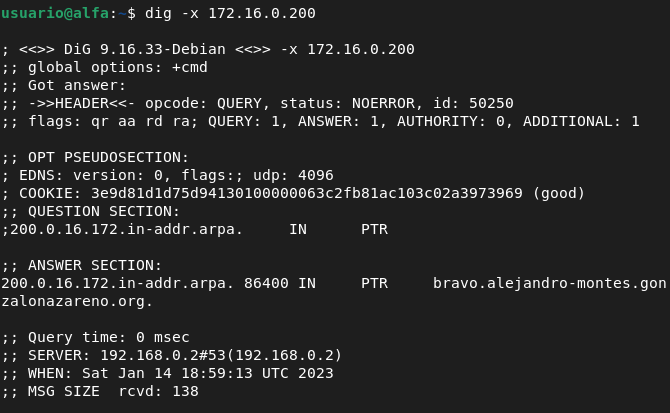 usuario@alfa:~$ dig -x 172.16.0.200

; <<>> DiG 9.16.33-Debian <<>> -x 172.16.0.200
;; global options: +cmd
;; Got answer:
;; ->>HEADER<<- opcode: QUERY, status: NOERROR, id: 50250
;; flags: qr aa rd ra; QUERY: 1, ANSWER: 1, AUTHORITY: 0, ADDITIONAL: 1

;; OPT PSEUDOSECTION:
; EDNS: version: 0, flags:; udp: 4096
; COOKIE: 3e9d81d1d75d94130100000063c2fb81ac103c02a3973969 (good)
;; QUESTION SECTION:
;200.0.16.172.in-addr.arpa.     IN      PTR

;; ANSWER SECTION:
200.0.16.172.in-addr.arpa. 86400 IN     PTR     bravo.alejandro-montes.gon
zalonazareno.org.

;; Query time: 0 msec
;; SERVER: 192.168.0.2#53(192.168.0.2)
;; WHEN: Sat Jan 14 18:59:13 UTC 2023
;; MSG SIZE  rcvd: 138